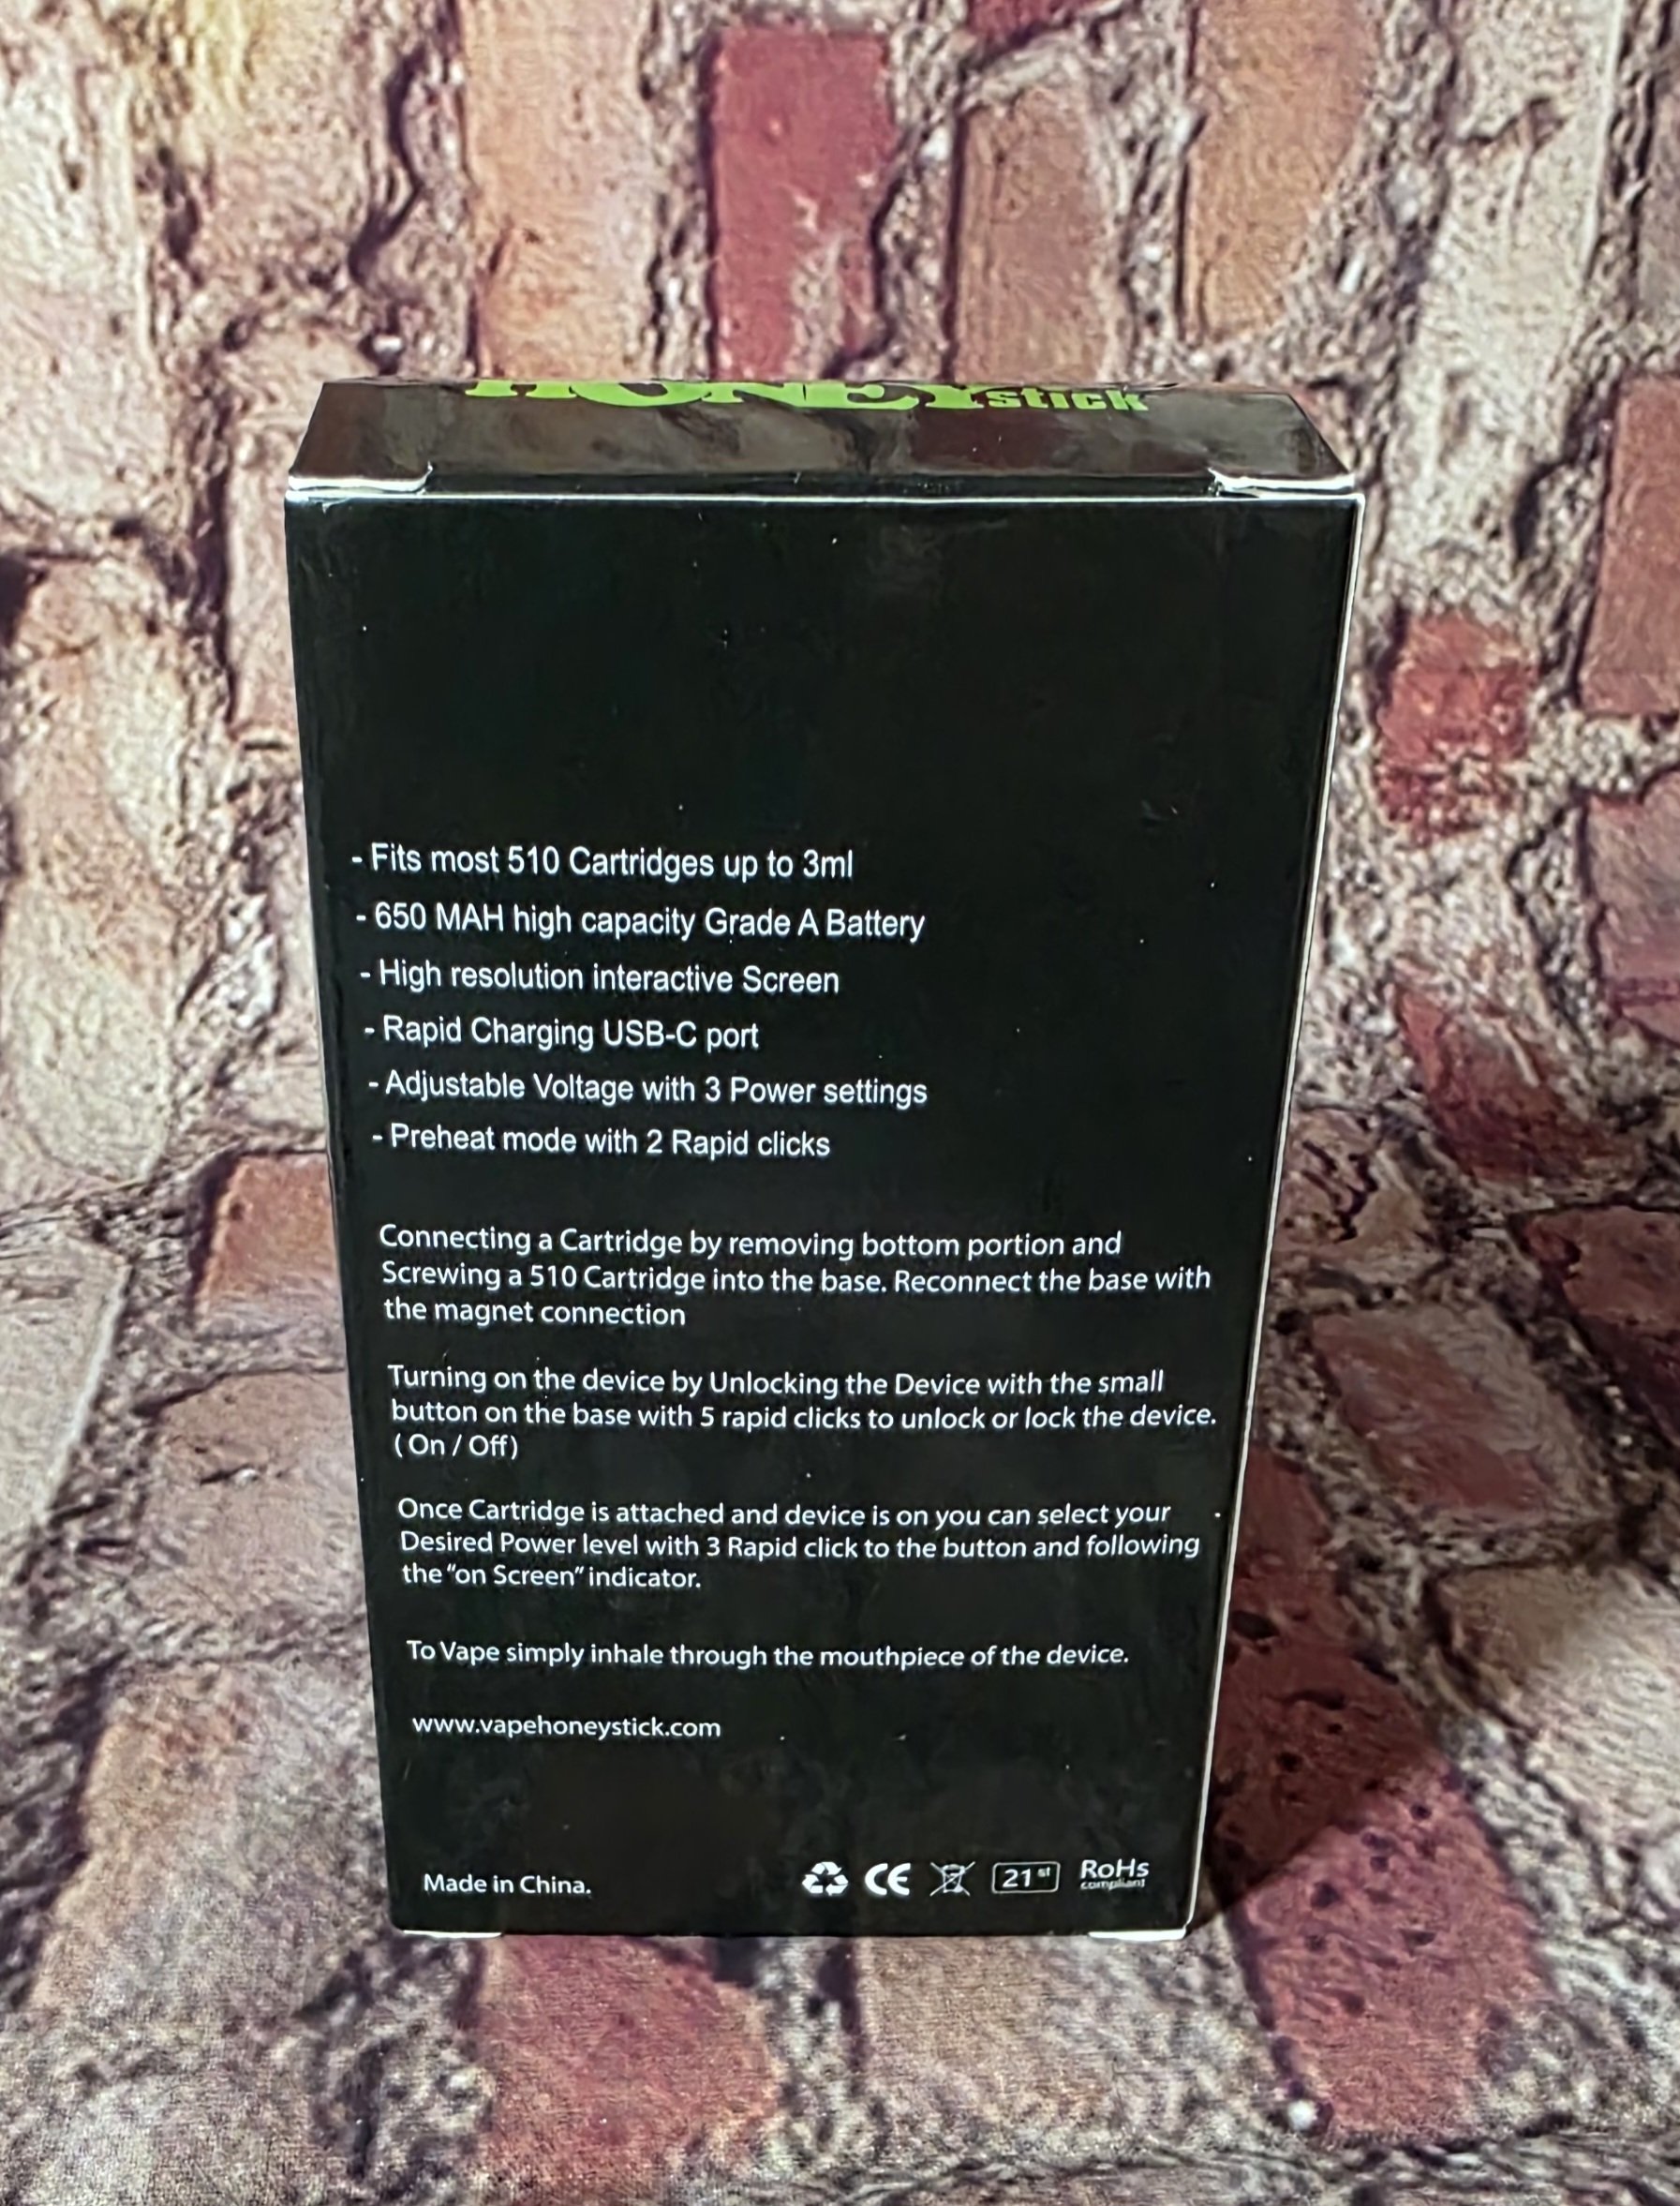 HONEYstick
- Fits most 510 Cartridges up to 3ml
- 650 MAH high capacity Grade A Battery
- High resolution interactive Screen
- Rapid Charging USB-C port
- Adjustable Voltage with 3 Power settings
- Preheat mode with 2 Rapid clicks
Connecting a Cartridge by removing bottom portion and
Screwing a 510 Cartridge into the base. Reconnect the base with
the magnet connection
Turning on the device by Unlocking the Device with the small
button on the base with 5 rapid clicks to unlock or lock the device.
( On / Off )
Once Cartridge is attached and device is on you can select your
Desired Power level with 3 Rapid click to the button and following
the "on Screen" indicator.
To Vape simply inhale through the mouthpiece of the device.
www.vapehoneystick.com
Made in China. CE 21st RoHs
compliant